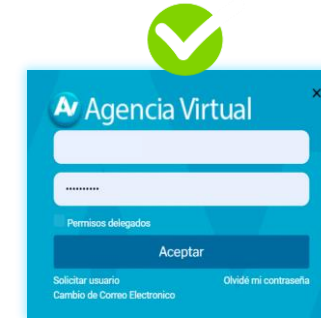 Av Agencia Virtual
••••••••••
Permisos delegados
Aceptar
Solicitar usuario
Olvidé mi contraseña
Cambio de Correo Electronico